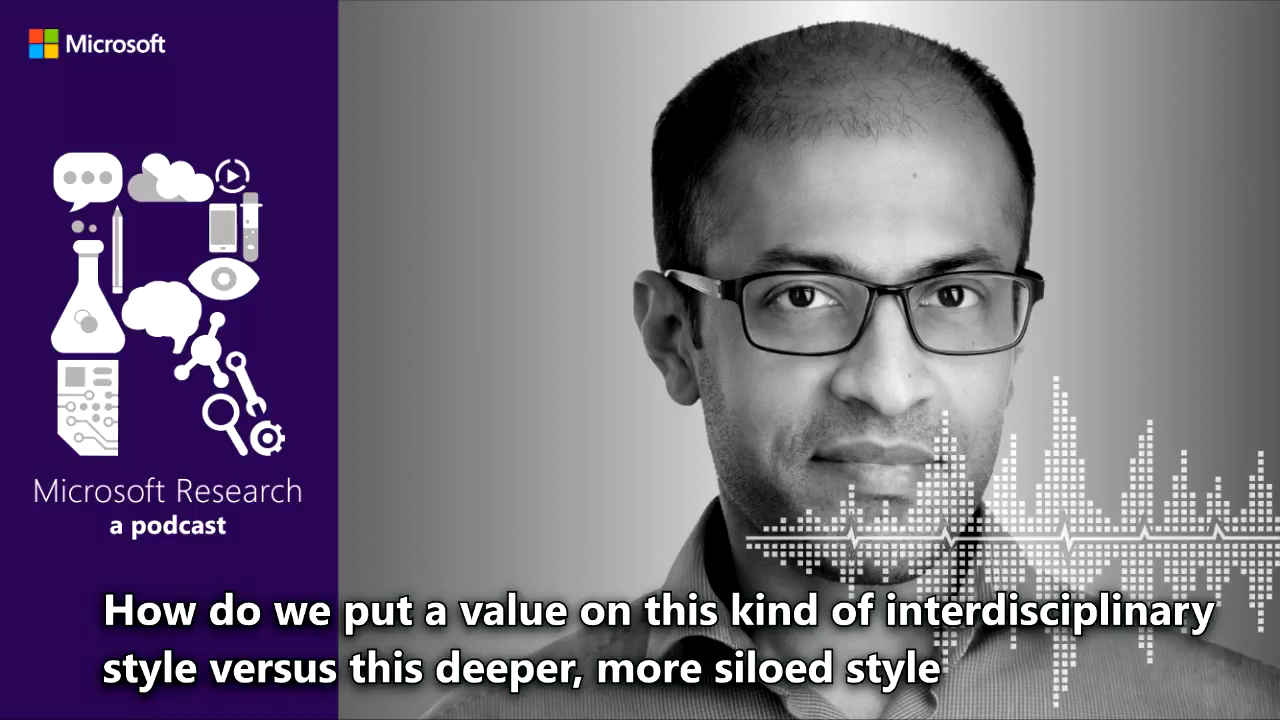 Microsoft
Microsoft Research
a podcast
How do we put a value on this kind of interdisciplinary
style versus this deeper, more siloed style